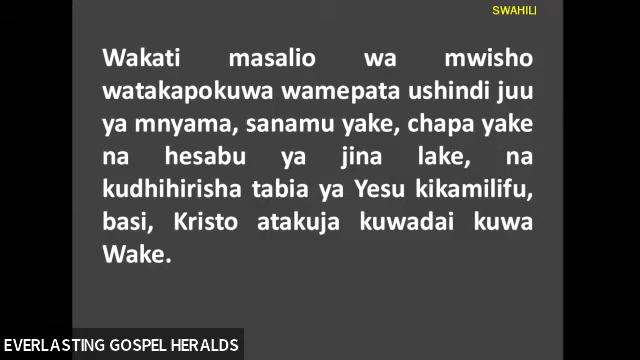 SWAHILI
Wakati masalio wa mwisho
watakapokuwa wamepata ushindi juu
ya mnyama, sanamu yake, chapa yake
na hesabu ya jina lake, na
kudhihirisha tabia ya Yesu kikamilifu,
basi, Kristo atakuja kuwadai kuwa
Wake.
EVERLASTING GOSPEL HERALDS